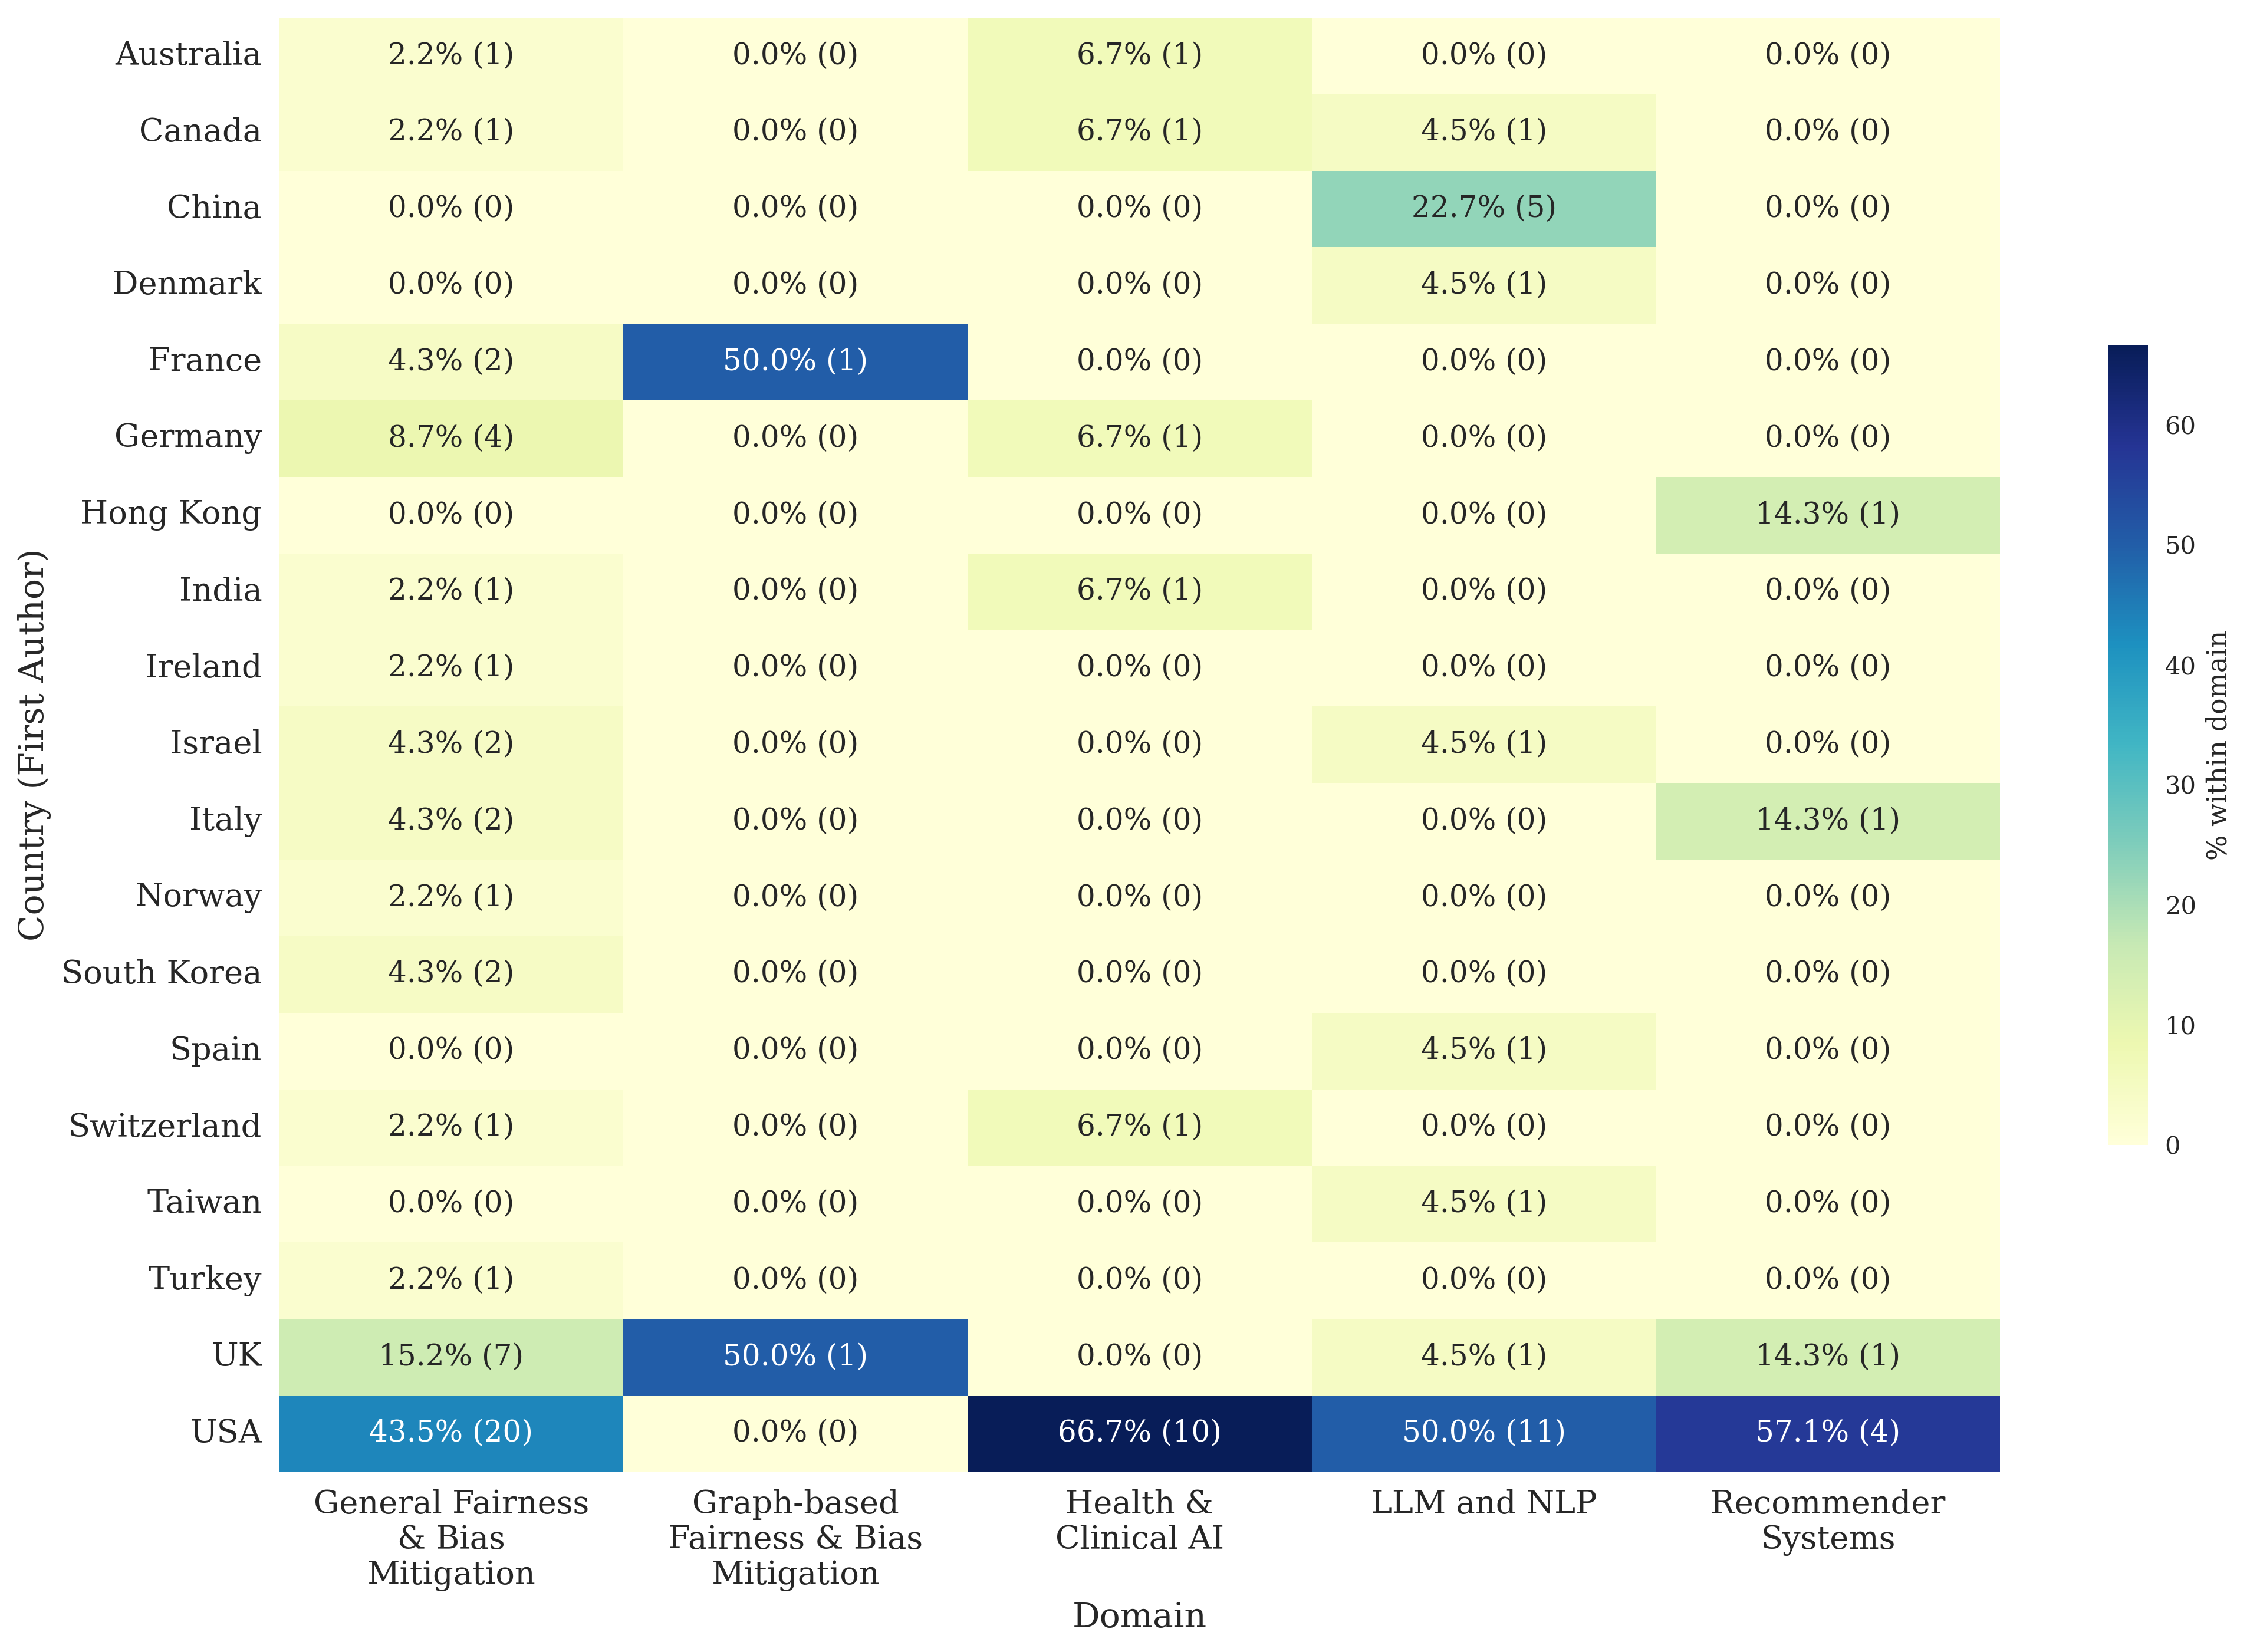 Australia 2.2% (1) 0.0% (0) 6.7% (1) 0.0% (0) 0.0% (0)
Canada 2.2% (1) 0.0% (0) 6.7% (1) 4.5% (1) 0.0% (0)
China 0.0% (0) 0.0% (0) 0.0% (0) 22.7% (5) 0.0% (0)
Denmark 0.0% (0) 0.0% (0) 0.0% (0) 4.5% (1) 0.0% (0)
France 4.3% (2) 50.0% (1) 0.0% (0) 0.0% (0) 0.0% (0)
Germany 8.7% (4) 0.0% (0) 6.7% (1) 0.0% (0) 0.0% (0)
Hong Kong 0.0% (0) 0.0% (0) 0.0% (0) 0.0% (0) 14.3% (1)
India 2.2% (1) 0.0% (0) 6.7% (1) 0.0% (0) 0.0% (0)
Ireland 2.2% (1) 0.0% (0) 0.0% (0) 0.0% (0) 0.0% (0)
Israel 4.3% (2) 0.0% (0) 0.0% (0) 4.5% (1) 0.0% (0)
Italy 4.3% (2) 0.0% (0) 0.0% (0) 0.0% (0) 14.3% (1)
Norway 2.2% (1) 0.0% (0) 0.0% (0) 0.0% (0) 0.0% (0)
South Korea 4.3% (2) 0.0% (0) 0.0% (0) 0.0% (0) 0.0% (0)
Spain 0.0% (0) 0.0% (0) 0.0% (0) 4.5% (1) 0.0% (0)
Switzerland 2.2% (1) 0.0% (0) 6.7% (1) 0.0% (0) 0.0% (0)
Taiwan 0.0% (0) 0.0% (0) 0.0% (0) 4.5% (1) 0.0% (0)
Turkey 2.2% (1) 0.0% (0) 0.0% (0) 0.0% (0) 0.0% (0)
UK 15.2% (7) 50.0% (1) 0.0% (0) 4.5% (1) 14.3% (1)
USA 43.5% (20) 0.0% (0) 66.7% (10) 50.0% (11) 57.1% (4)
Country (First Author)
General Fairness
& Bias
Mitigation
Graph-based
Fairness & Bias
Mitigation
Health &
Clinical AI
LLM and NLP
Recommender
Systems
Domain
60
50
40
30
20
10
0
% within domain